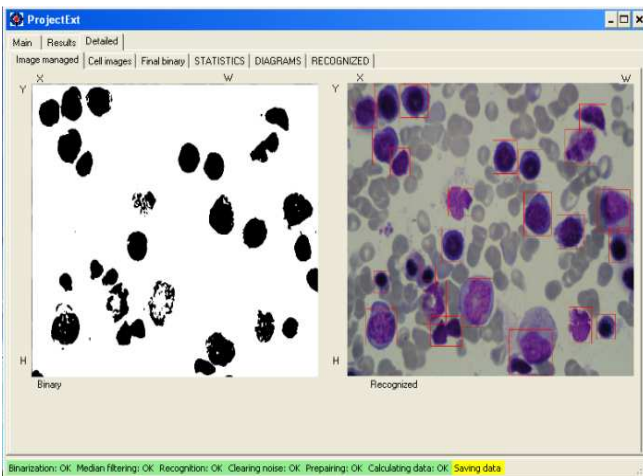 ProjectExt
Main Results Detailed
Image managed Cell images Final binary STATISTICS DIAGRAMS RECOGNIZED
X W X W
Y Y
H H
Binary Recognized
Binarization: OK Median filtering: OK Recognition: OK Clearing noise: OK Prepairing: OK Calculating data: OK Saving data